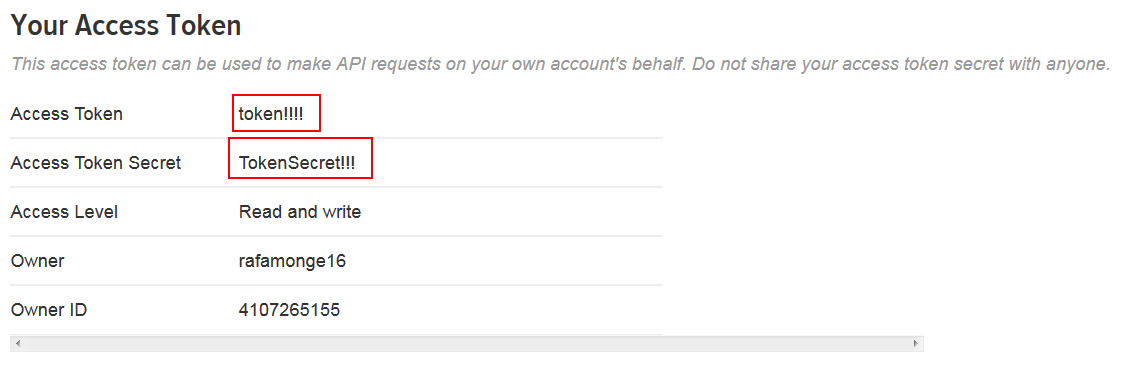 Your Access Token
This access token can be used to make API requests on your own account's behalf. Do not share your access token secret with anyone.
Access Token token!!!!
Access Token Secret TokenSecret!!!
Access Level Read and write
Owner rafamonge16
Owner ID 4107265155